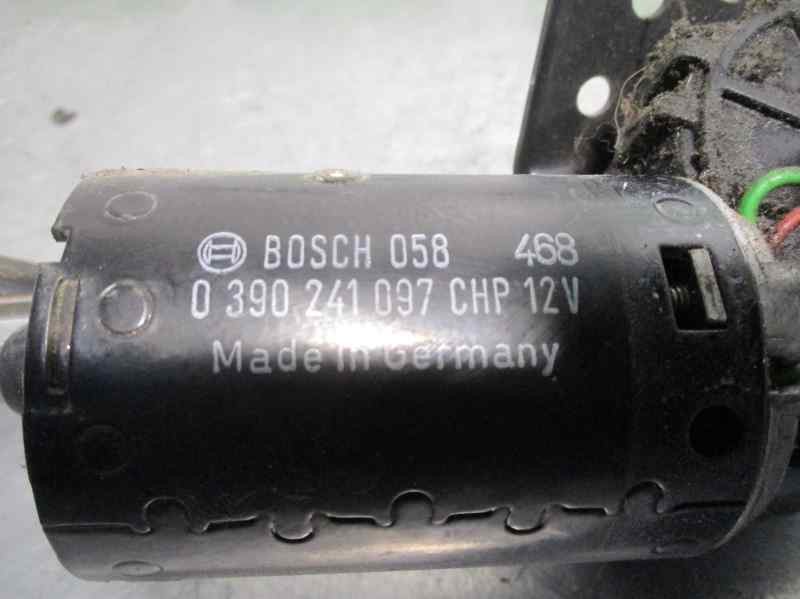 BOSCH 058 468
0 390 241 097 CHP 12V
Made in Germany